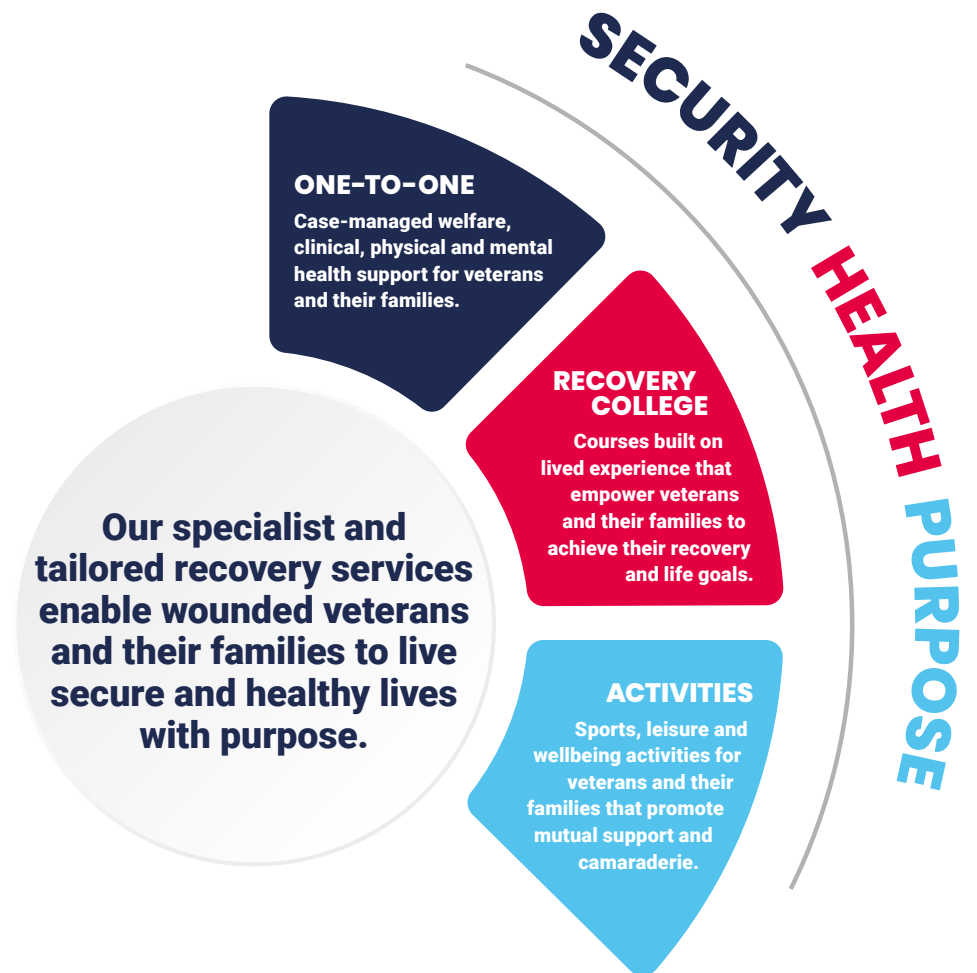 SECURITY HEALTH PURPOSE
ONE-TO-ONE
Case-managed welfare,
clinical, physical and mental
health support for veterans
and their families.
RECOVERY
COLLEGE
Courses built on
lived experience that
empower veterans
and their families to
achieve their recovery
and life goals.
Our specialist and
tailored recovery services
enable wounded veterans
and their families to live
secure and healthy lives
with purpose.
ACTIVITIES
Sports, leisure and
wellbeing activities for
veterans and their
families that promote
mutual support and
camaraderie.